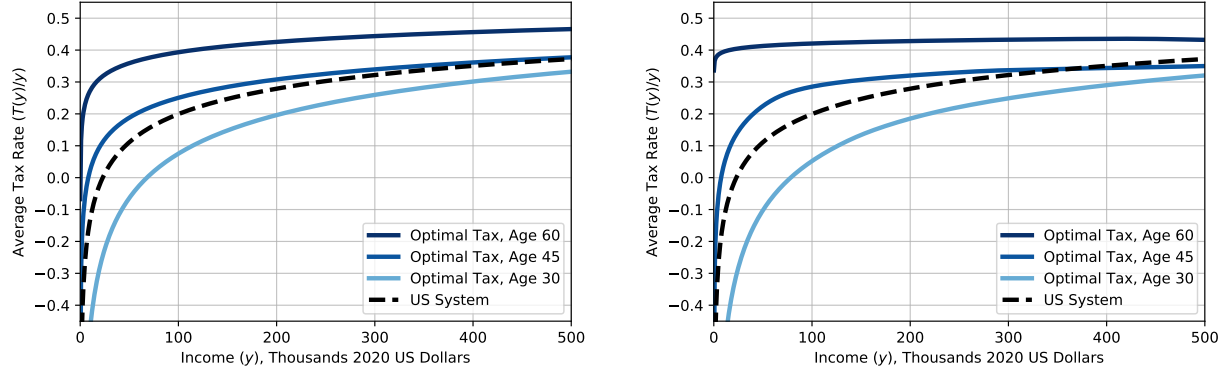 0.5
0.4
0.3
0.2
0.1
0.0
−0.1
−0.2
−0.3
−0.4
Average Tax Rate (T(y)/y)
Optimal Tax, Age 60
Optimal Tax, Age 45
Optimal Tax, Age 30
US System
0 100 200 300 400 500
Income (y), Thousands 2020 US Dollars
0.5
0.4
0.3
0.2
0.1
0.0
−0.1
−0.2
−0.3
−0.4
Average Tax Rate (T(y)/y)
Optimal Tax, Age 60
Optimal Tax, Age 45
Optimal Tax, Age 30
US System
0 100 200 300 400 500
Income (y), Thousands 2020 US Dollars